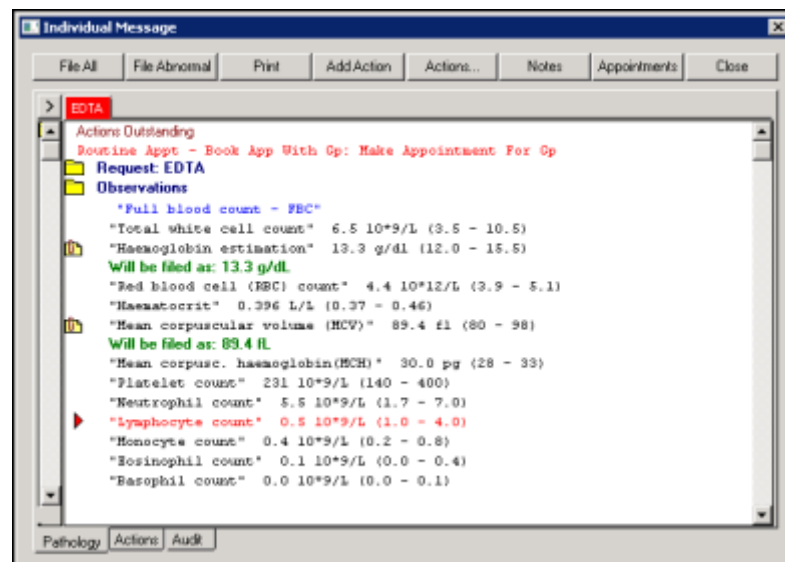 Individual Message
File All File Abnormal Print Add Action Actions... Notes Appointments Close
> EDTA
Actions Outstanding
Routine Appt - Book App With Gp: Make Appointment For Gp
Request: EDTA
Observations
"Full blood count - FBC"
"Total white cell count" 6.5 10*9/L (3.5 - 10.5)
"Haemoglobin estimation" 13.3 g/dl (12.0 - 15.5)
Will be filed as: 13.3 g/dL
"Red blood cell (RBC) count" 4.4 10*12/L (3.9 - 5.1)
"Haematocrit" 0.396 L/L (0.37 - 0.46)
"Mean corpuscular volume (MCV)" 89.4 fl (80 - 98)
Will be filed as: 89.4 fL
"Mean corpusc. haemoglobin(MCH)" 30.0 pg (28 - 33)
"Platelet count" 231 10*9/L (140 - 400)
"Neutrophil count" 5.5 10*9/L (1.7 - 7.0)
"Lymphocyte count" 0.5 10*9/L (1.0 - 4.0)
"Monocyte count" 0.4 10*9/L (0.2 - 0.8)
"Eosinophil count" 0.1 10*9/L (0.0 - 0.4)
"Basophil count" 0.0 10*9/L (0.0 - 0.1)
Pathology Actions Audit